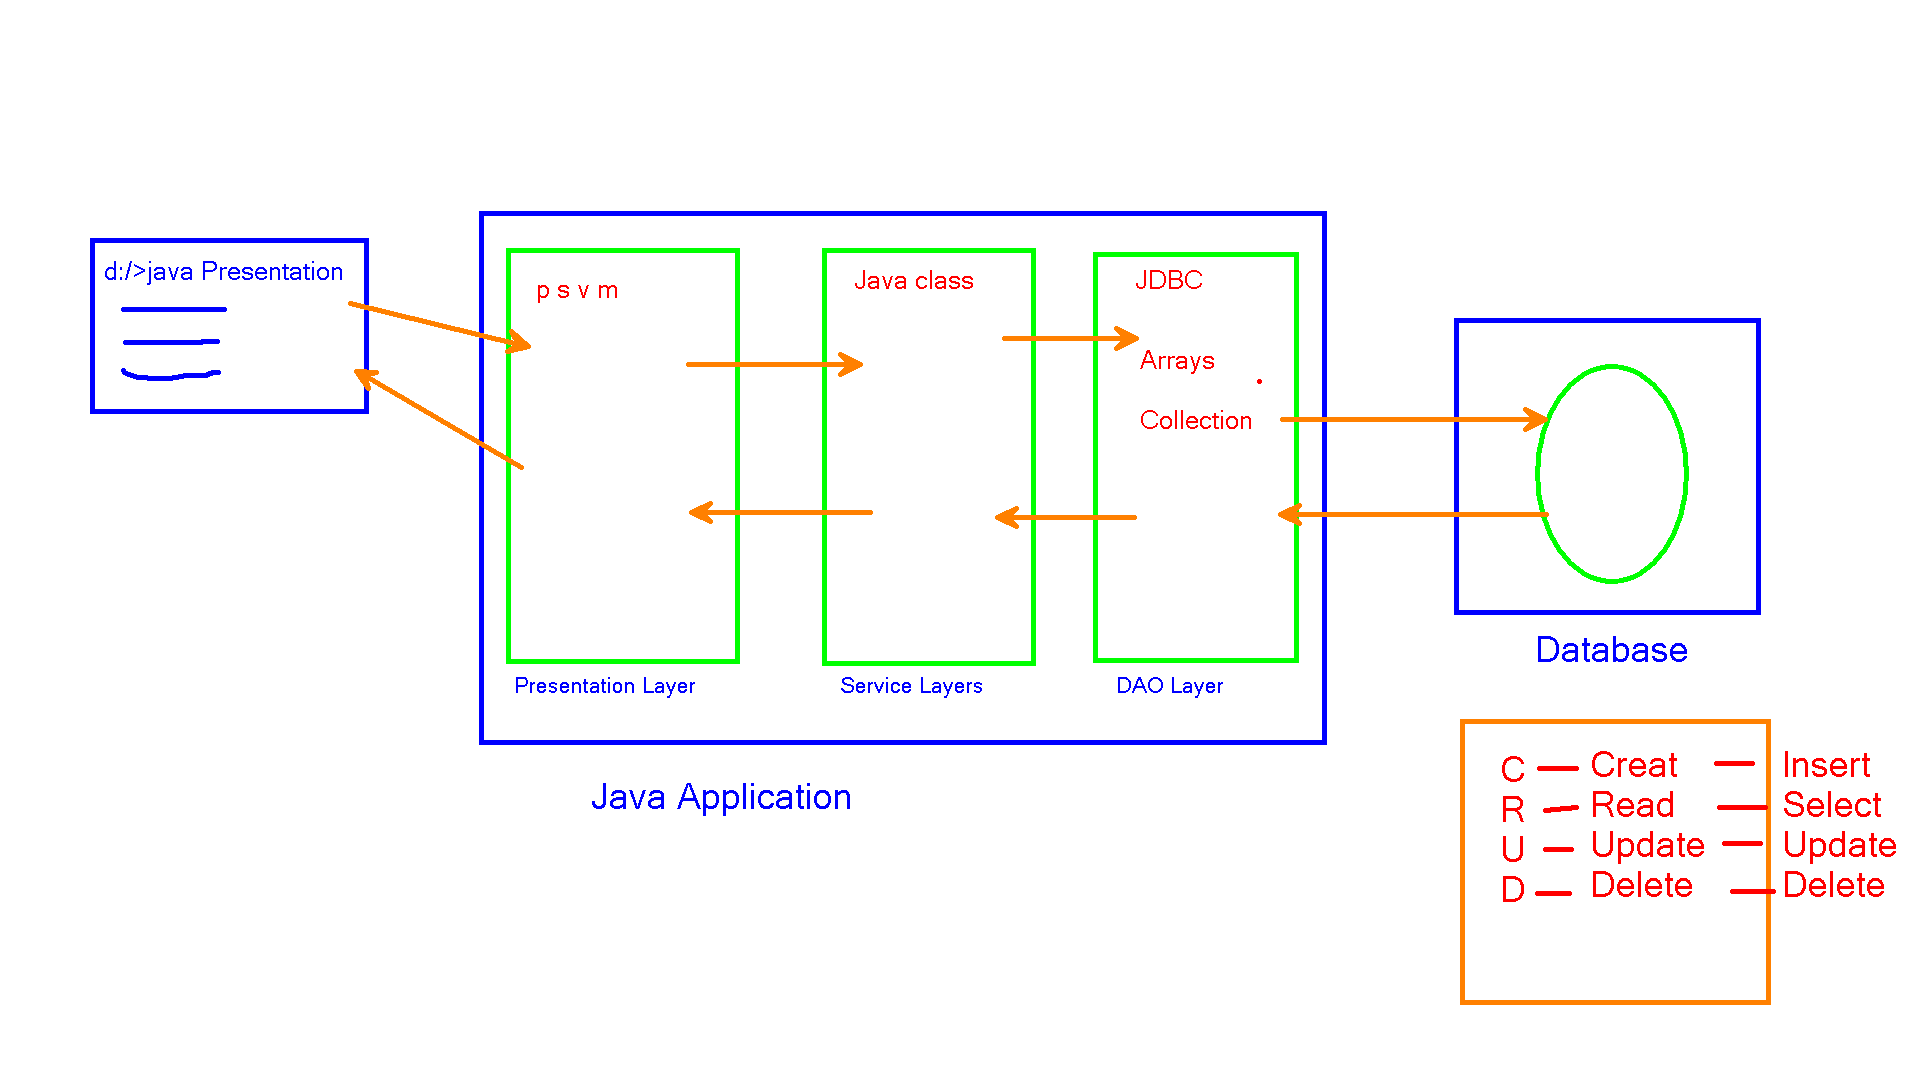 d:/>java Presentation
p s v m
Java class
JDBC
Arrays
Collection
Presentation Layer
Service Layers
DAO Layer
Java Application
Database
C Creat Insert
R Read Select
U Update Update
D Delete Delete